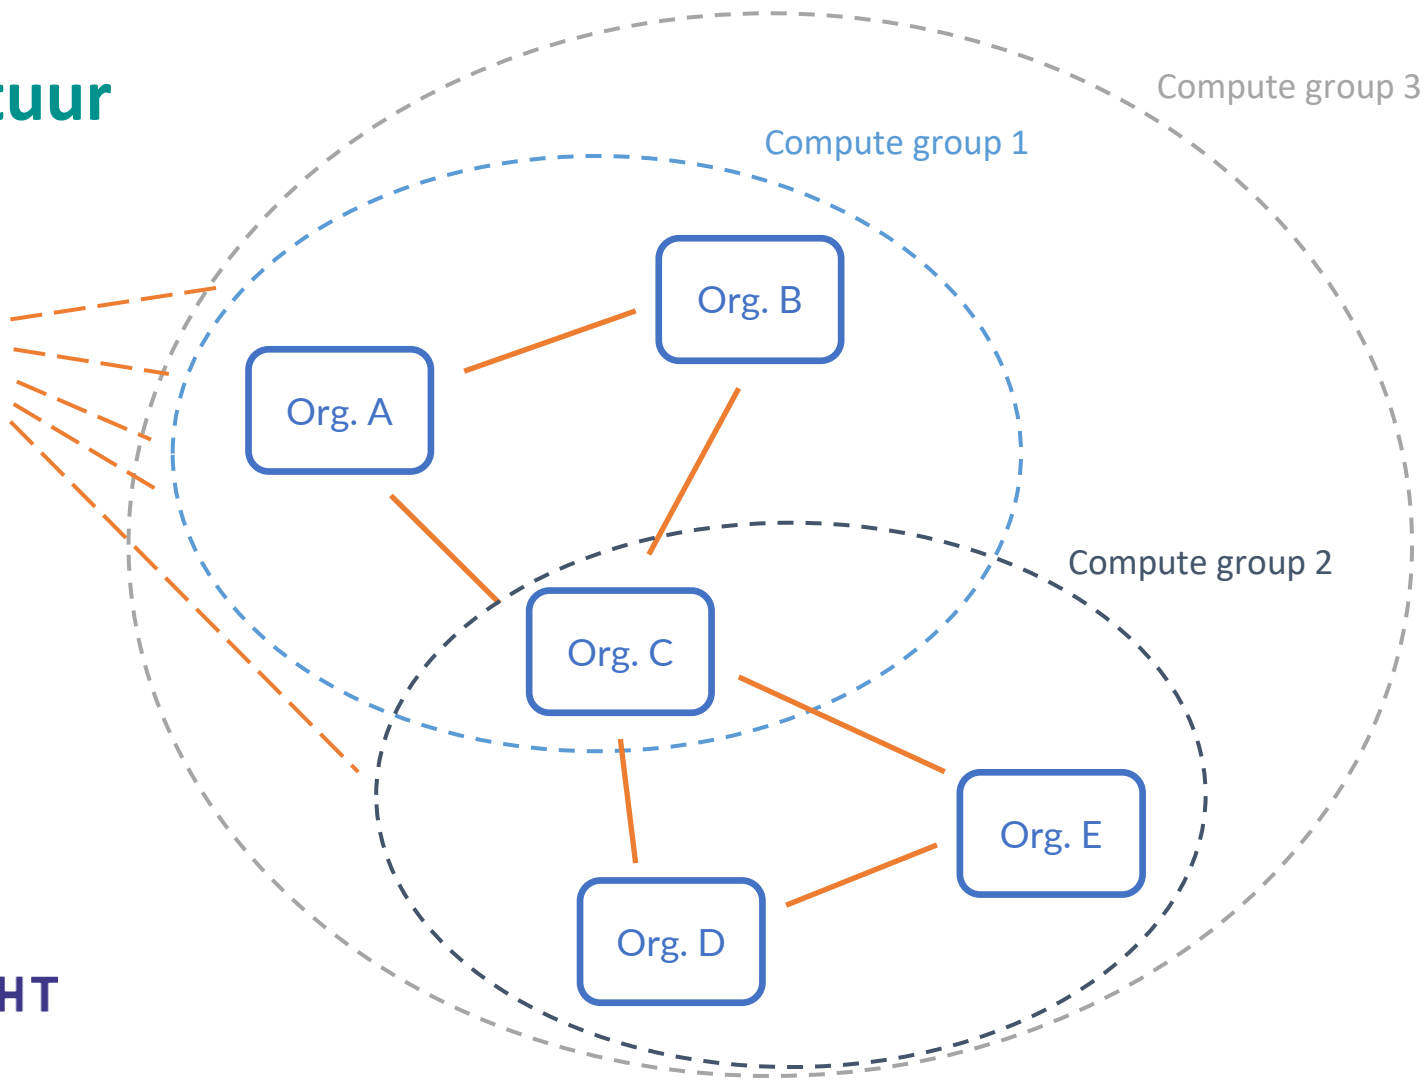 tuur
Compute group 3
Compute group 1
Org. B
Org. A
Compute group 2
Org. C
Org. E
Org. D
HT